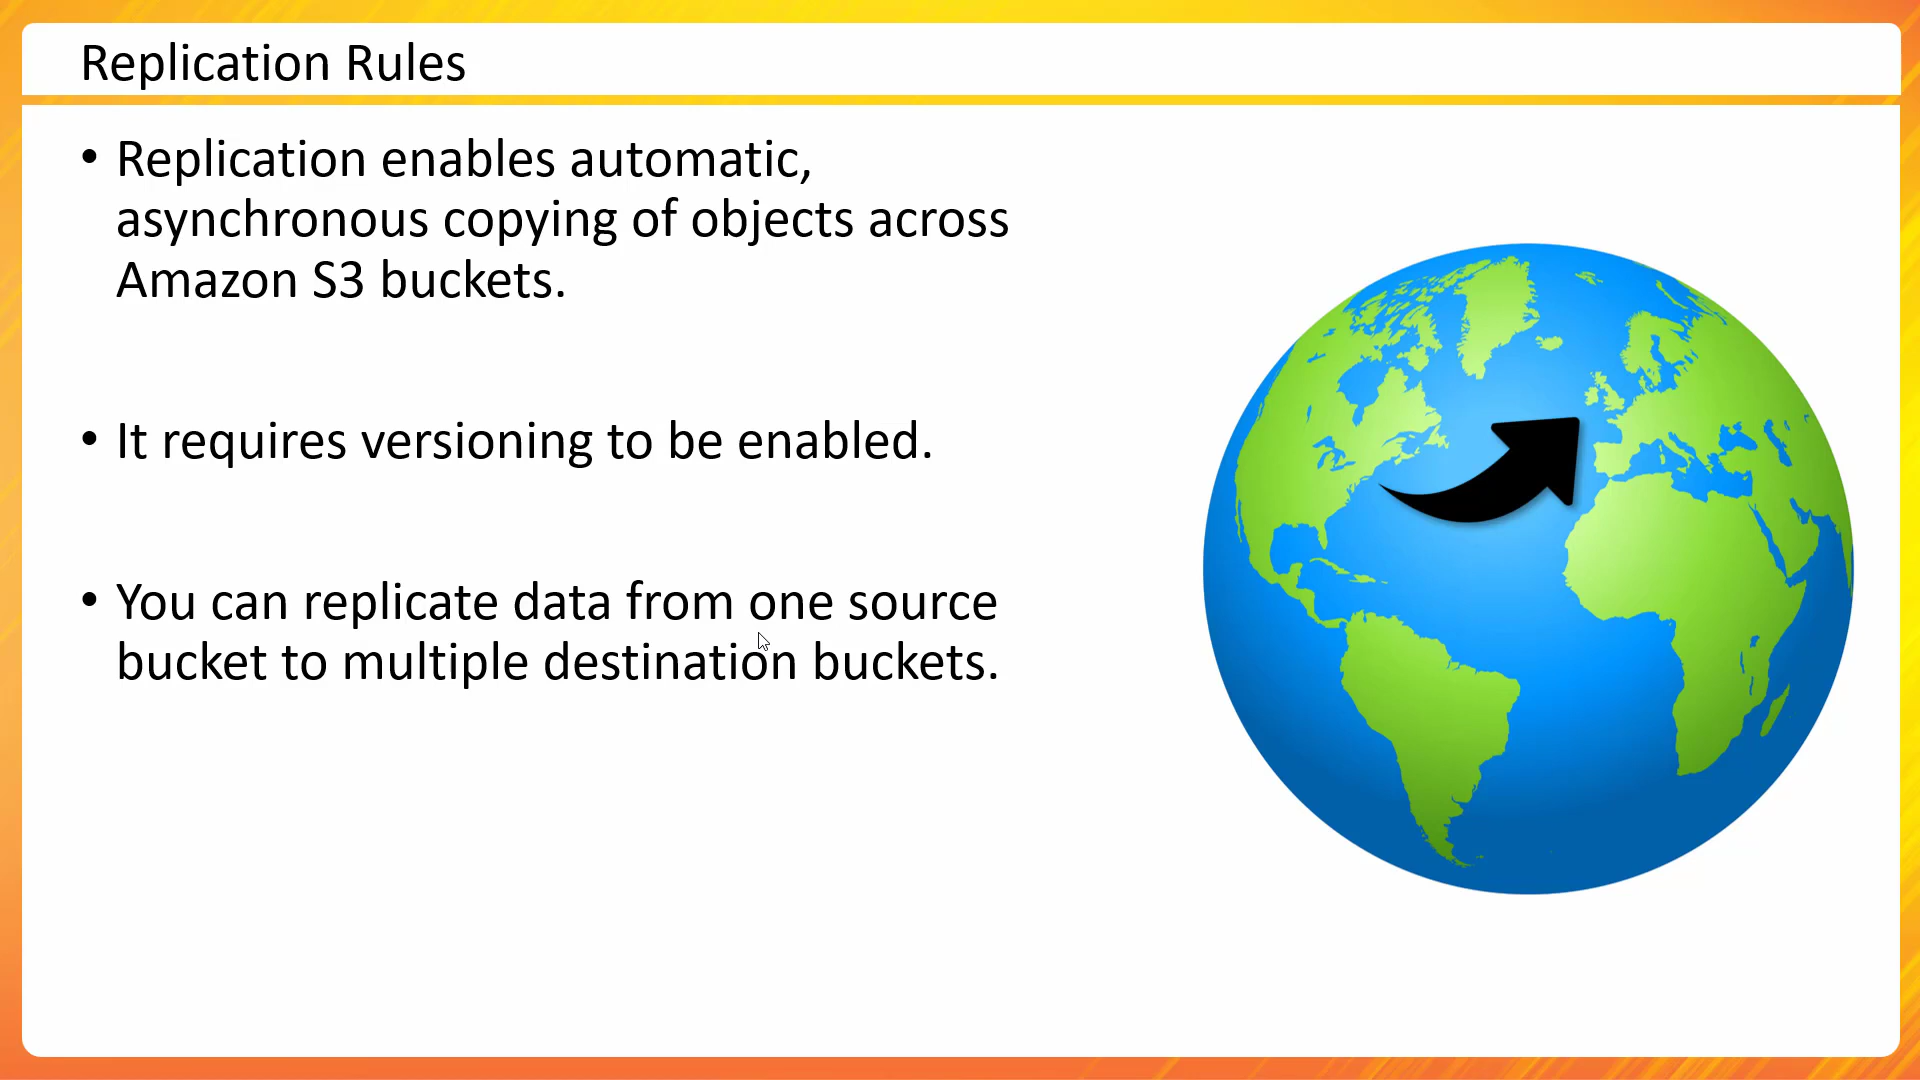 Replication Rules
• Replication enables automatic,
asynchronous copying of objects across
Amazon S3 buckets.
• It requires versioning to be enabled.
• You can replicate data from one source
bucket to multiple destination buckets.